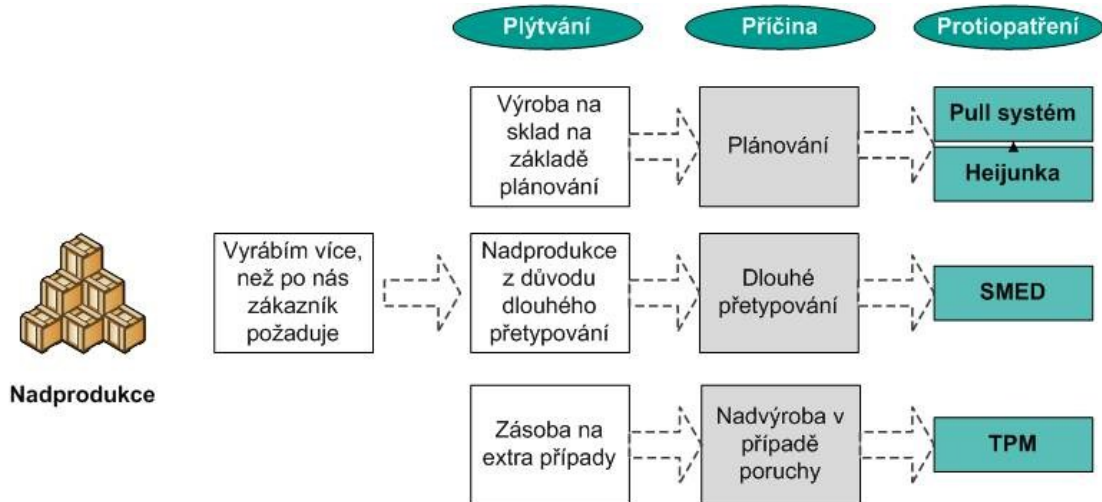 Plýtvání
Příčina
Protiopatření
Výroba na
sklad na
základě
plánování
Plánování
Pull systém
Heijunka
Vyrábím více,
než po nás
zákazník
požaduje
Nadprodukce
z důvodu
dlouhého
přetypování
Dlouhé
přetypování
SMED
Nadprodukce
Zásoba na
extra případy
Nadvýroba v
případě
poruchy
TPM